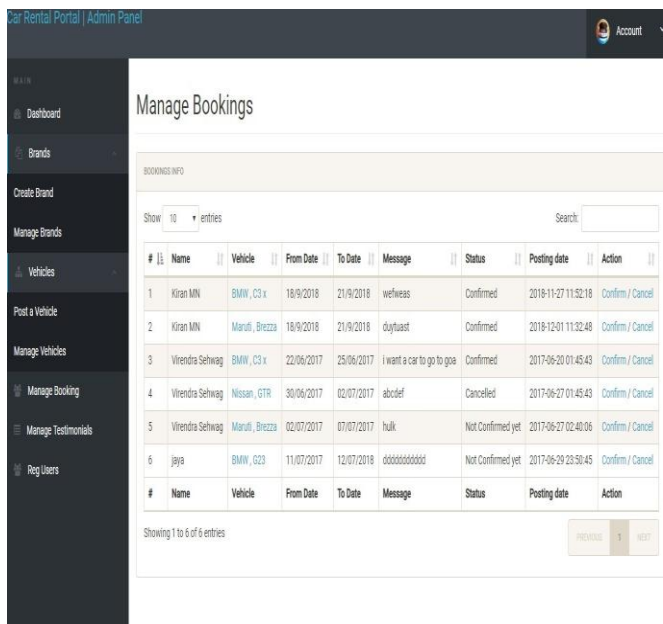 Car Rental Portal | Admin Panel
Account
MAIN
Dashboard
Brands
Create Brand
Manage Brands
Vehicles
Post a Vehicle
Manage Vehicles
Manage Booking
Manage Testimonials
Reg Users
Manage Bookings
BOOKINGS INFO
Show 10 entries Search:
# Name Vehicle From Date To Date Message Status Posting date Action
1 Kiran MN BMW , C3 x 18/9/2018 21/9/2018 wefweas Confirmed 2018-11-27 11:52:18 Confirm / Cancel
2 Kiran MN Maruti , Brezza 18/9/2018 21/9/2018 duytuast Confirmed 2018-12-01 11:32:48 Confirm / Cancel
3 Virendra Sehwag BMW , C3 x 22/06/2017 25/06/2017 i want a car to go to goa Confirmed 2017-06-20 01:45:43 Confirm / Cancel
4 Virendra Sehwag Nissan , GTR 30/06/2017 02/07/2017 abcdef Cancelled 2017-06-27 01:45:43 Confirm / Cancel
5 Virendra Sehwag Maruti , Brezza 02/07/2017 07/07/2017 hulk Not Confirmed yet 2017-06-27 02:40:06 Confirm / Cancel
6 jaya BMW , G23 11/07/2017 12/07/2018 ddddddddddd Not Confirmed yet 2017-06-29 23:50:45 Confirm / Cancel
# Name Vehicle From Date To Date Message Status Posting date Action
Showing 1 to 6 of 6 entries
PREVIOUS 1 NEXT